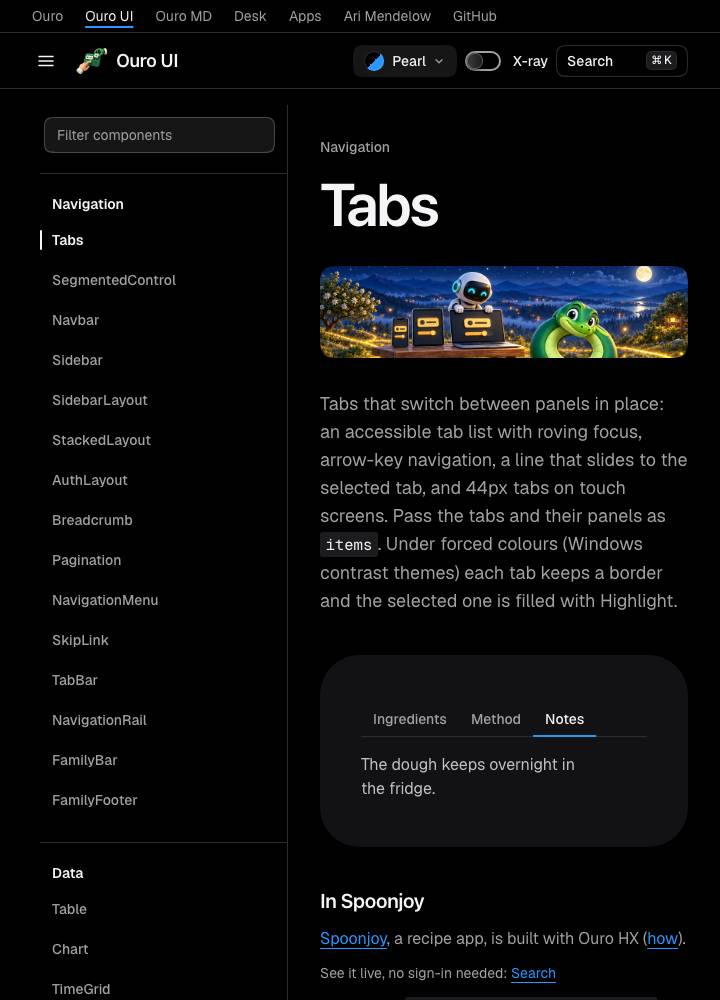 Ouro Ouro UI Ouro MD Desk Apps Ari Mendelow GitHub
Ouro UI Pearl X-ray Search ⌘ K
Filter components
Navigation
Tabs
SegmentedControl
Navbar
Sidebar
SidebarLayout
StackedLayout
AuthLayout
Breadcrumb
Pagination
NavigationMenu
SkipLink
TabBar
NavigationRail
FamilyBar
FamilyFooter
Data
Table
Chart
TimeGrid
Navigation
Tabs
Tabs that switch between panels in place:
an accessible tab list with roving focus,
arrow-key navigation, a line that slides to the
selected tab, and 44px tabs on touch
screens. Pass the tabs and their panels as
items. Under forced colours (Windows
contrast themes) each tab keeps a border
and the selected one is filled with Highlight.
Ingredients Method Notes
The dough keeps overnight in
the fridge.
In Spoonjoy
Spoonjoy, a recipe app, is built with Ouro HX (how).
See it live, no sign-in needed: Search